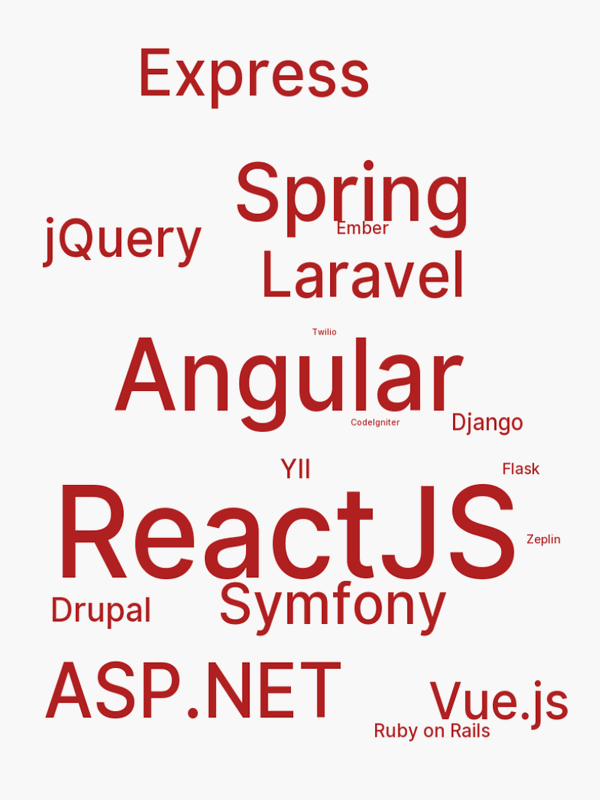 Express
Spring
Ember
jQuery
Laravel
Twilio
Angular
CodeIgniter
Django
YII
Flask
ReactJS
Zeplin
Symfony
Drupal
ASP.NET
Vue.js
Ruby on Rails